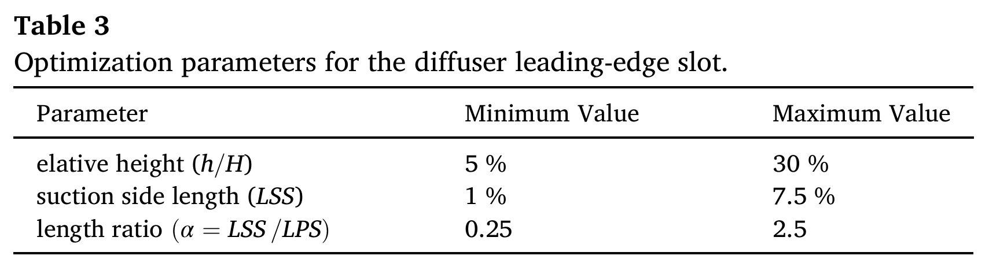 Table 3
Optimization parameters for the diffuser leading-edge slot.
Parameter Minimum Value Maximum Value
elative height (h/H) 5 % 30 %
suction side length (LSS) 1 % 7.5 %
length ratio (α = LSS /LPS) 0.25 2.5